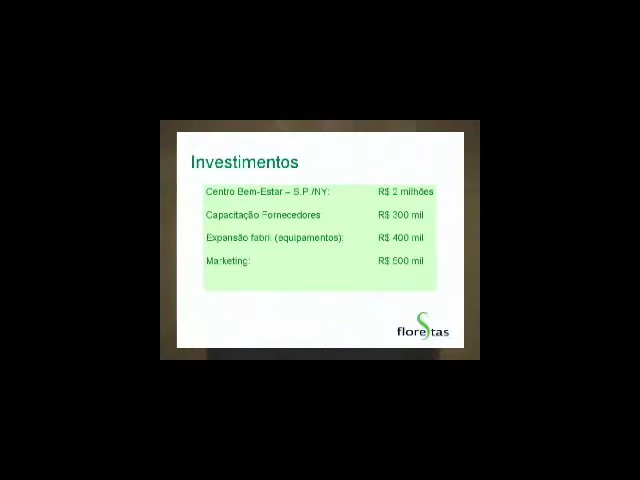 Investimentos
Centro Bem-Estar – S.P./NY: R$ 2 milhões
Capacitação Fornecedores R$ 300 mil
Expansão fabril (equipamentos): R$ 400 mil
Marketing: R$ 500 mil
florestas